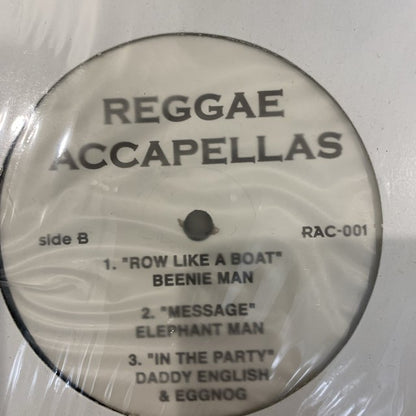 REGGAE
ACCAPELLAS
side B
RAC-001
1. "ROW LIKE A BOAT"
BEENIE MAN
2. "MESSAGE"
ELEPHANT MAN
3. "IN THE PARTY"
DADDY ENGLISH
& EGGNOG